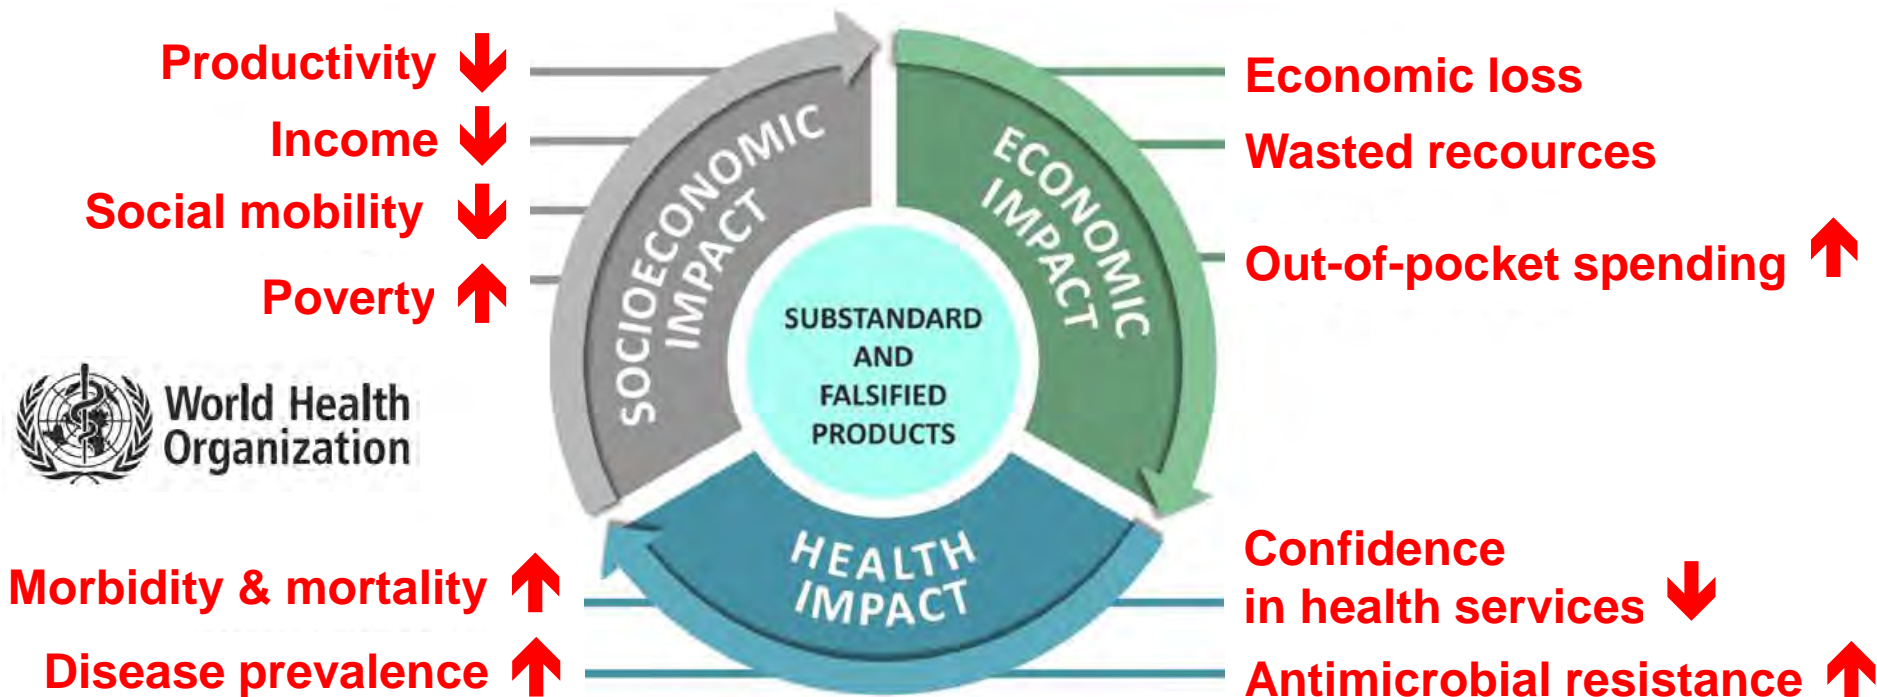 Productivity ↓
Income ↓
Social mobility ↓
Poverty ↑
World Health
Organization
Morbidity & mortality ↑
Disease prevalence ↑
SOCIOECONOMIC
IMPACT
ECONOMIC
IMPACT
HEALTH
IMPACT
SUBSTANDARD
AND
FALSIFIED
PRODUCTS
Economic loss
Wasted recources
Out-of-pocket spending ↑
Confidence
in health services ↓
Antimicrobial resistance ↑